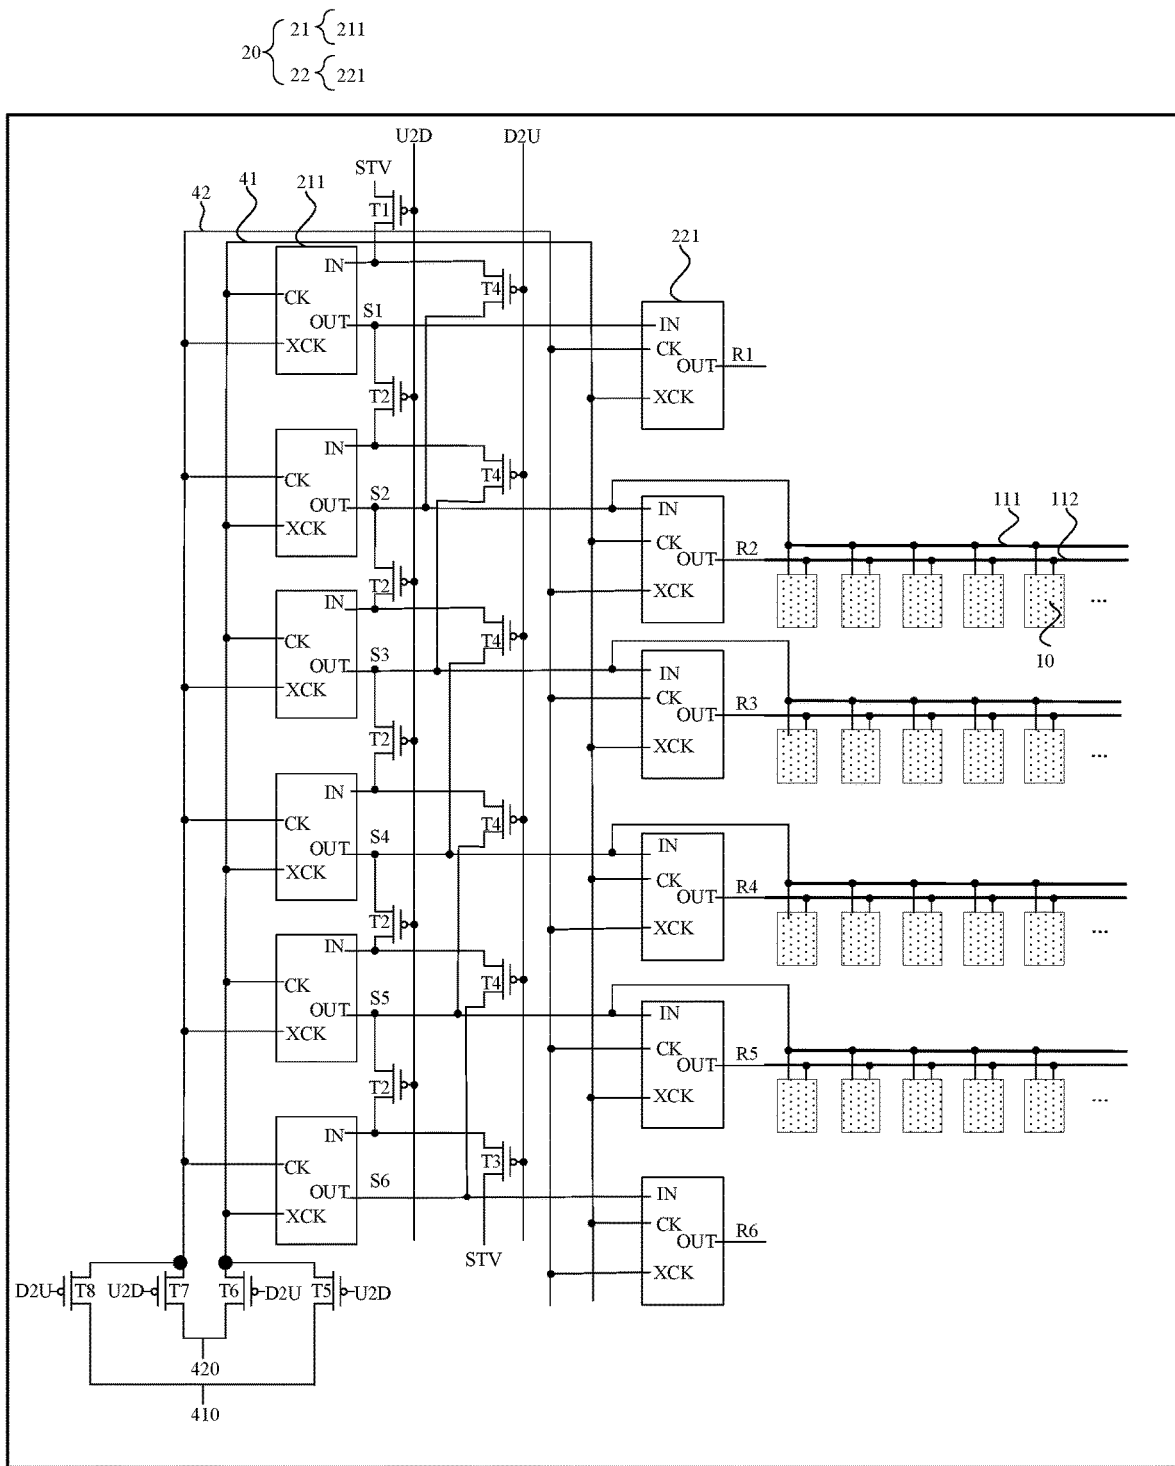 20 { 21 { 211
22 { 221
U2D D2U
STV
42 41 211 T1 221
IN
T4
CK
S1
OUT
XCK
IN
CK R1
OUT
XCK
T2
IN
CK
T4
S2
OUT
XCK
IN
CK R2
OUT
XCK
111 112
...
10
T2
IN
CK
T4
S3
OUT
XCK
IN
CK R3
OUT
XCK
...
T2
IN
CK
T4
S4
OUT
XCK
IN
CK R4
OUT
XCK
...
T2
IN
CK
T4
S5
OUT
XCK
IN
CK R5
OUT
XCK
...
T2
IN
CK
T3
S6
OUT
XCK
IN
CK R6
OUT
XCK
STV
D2U T8 U2D T7 T6 D2U T5 U2D
420
410